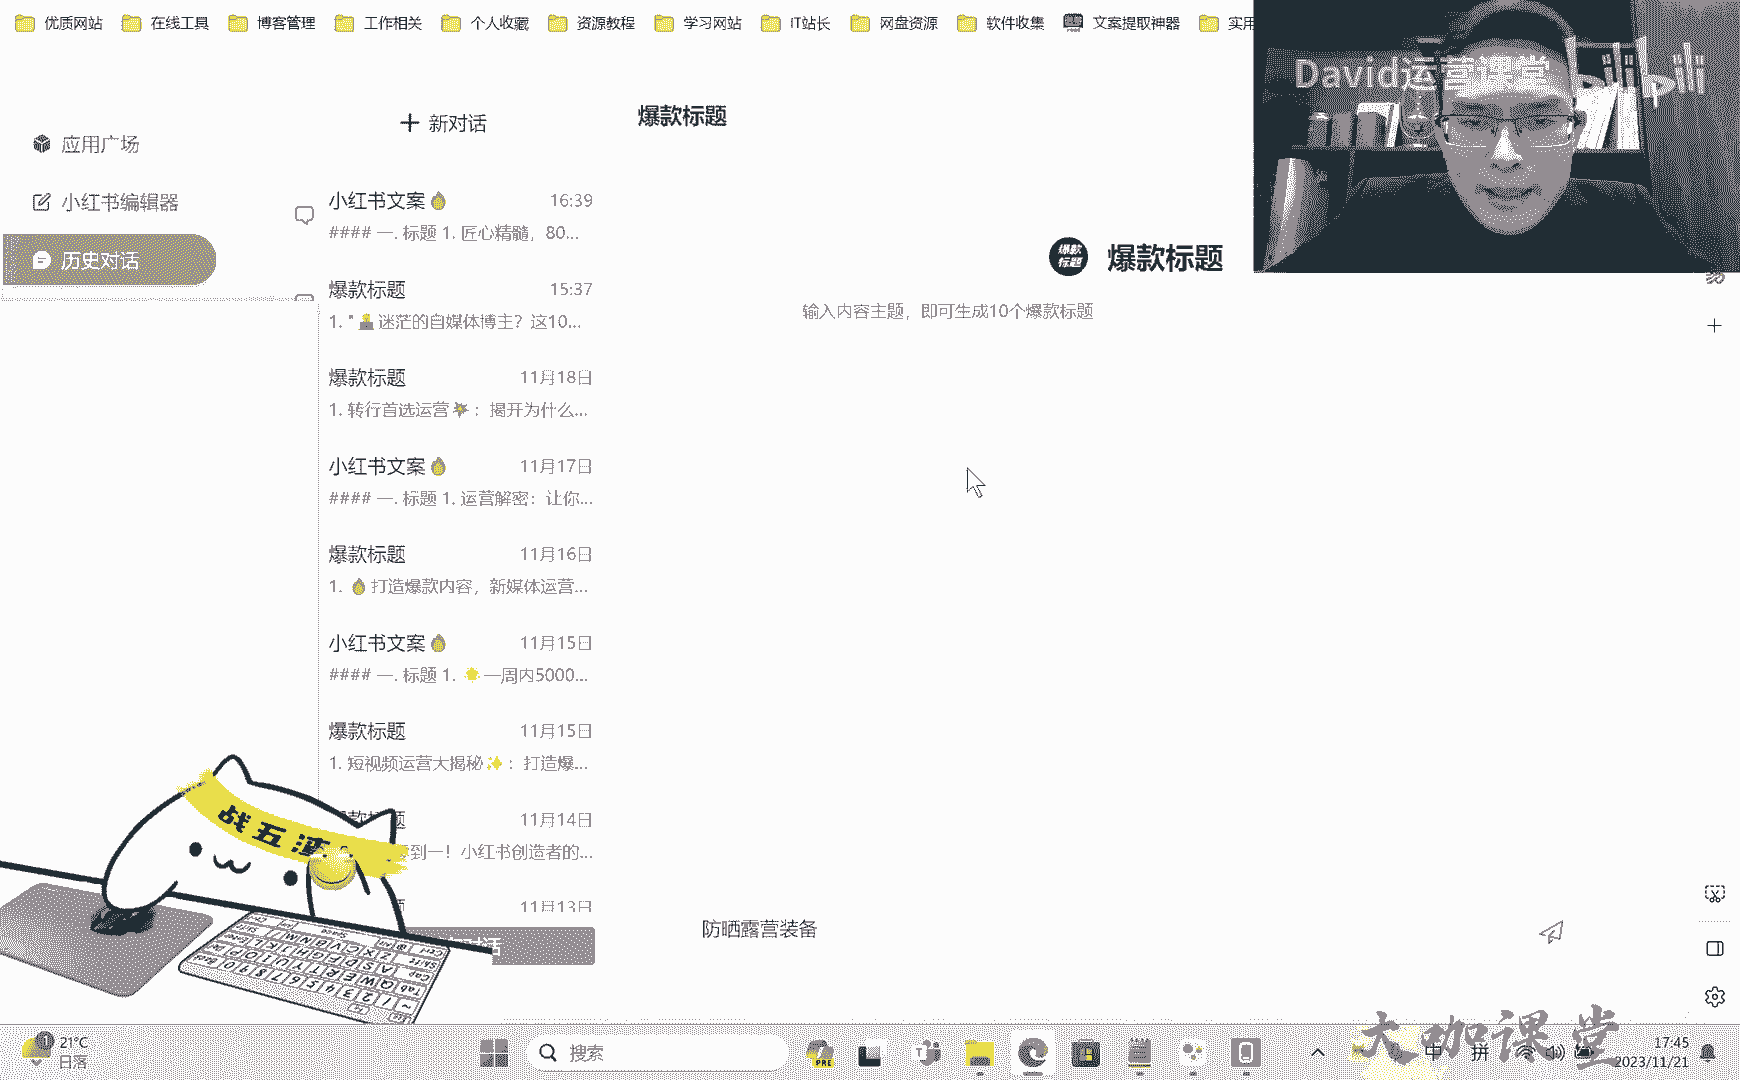 优质网站 在线工具 博客管理 工作相关 个人收藏 资源教程 学习网站 IT站长 网盘资源 软件收集 文案提取神器 实用
David运营课堂 bilibili
应用广场
小红书编辑器
历史对话
新对话
小红书文案 16:39
#### 一. 标题 1. 匠心精髓，80...
爆款标题 15:37
1. " 迷茫的自媒体博主？这10...
爆款标题 11月18日
1. 转行首选运营 ：揭开为什么...
小红书文案 11月17日
#### 一. 标题 1. 运营解密：让你...
爆款标题 11月16日
1. 打造爆款内容，新媒体运营...
小红书文案 11月15日
#### 一. 标题 1. 一周内5000...
爆款标题 11月15日
1. 短视频运营大揭秘 ：打造爆...
款标题 11月14日
到一！小红书创造者的...
题 11月13日
对话
爆款标题
爆款标题 爆款标题
输入内容主题，即可生成10个爆款标题
防晒露营装备
战五渣
大咖课堂
21°C
日落
搜索
中 拼
17:45
2023/11/21